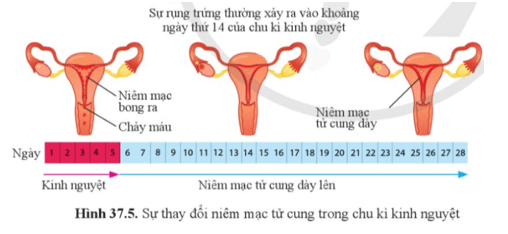 Sự rụng trứng thường xảy ra vào khoảng
ngày thứ 14 của chu kì kinh nguyệt
Niêm mạc
bong ra
Chảy máu
Niêm mạc
tử cung dày
Ngày 1 2 3 4 5 6 7 8 9 10 11 12 13 14 15 16 17 18 19 20 21 22 23 24 25 26 27 28
Kinh nguyệt
Niêm mạc tử cung dày lên
Hình 37.5. Sự thay đổi niêm mạc tử cung trong chu kì kinh nguyệt